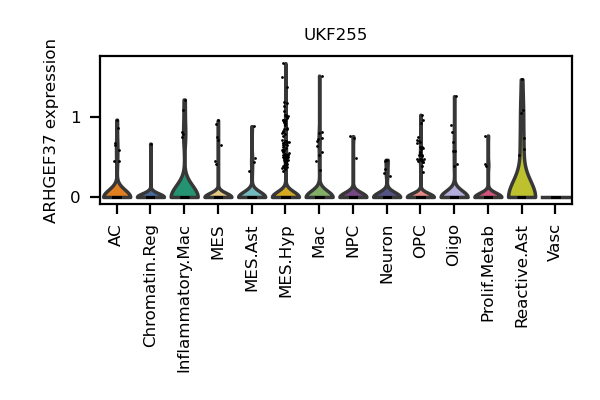 UKF255
ARHGEF37 expression
1
0
AC
Chromatin.Reg
Inflammatory.Mac
MES
MES.Ast
MES.Hyp
Mac
NPC
Neuron
OPC
Oligo
Prolif.Metab
Reactive.Ast
Vasc